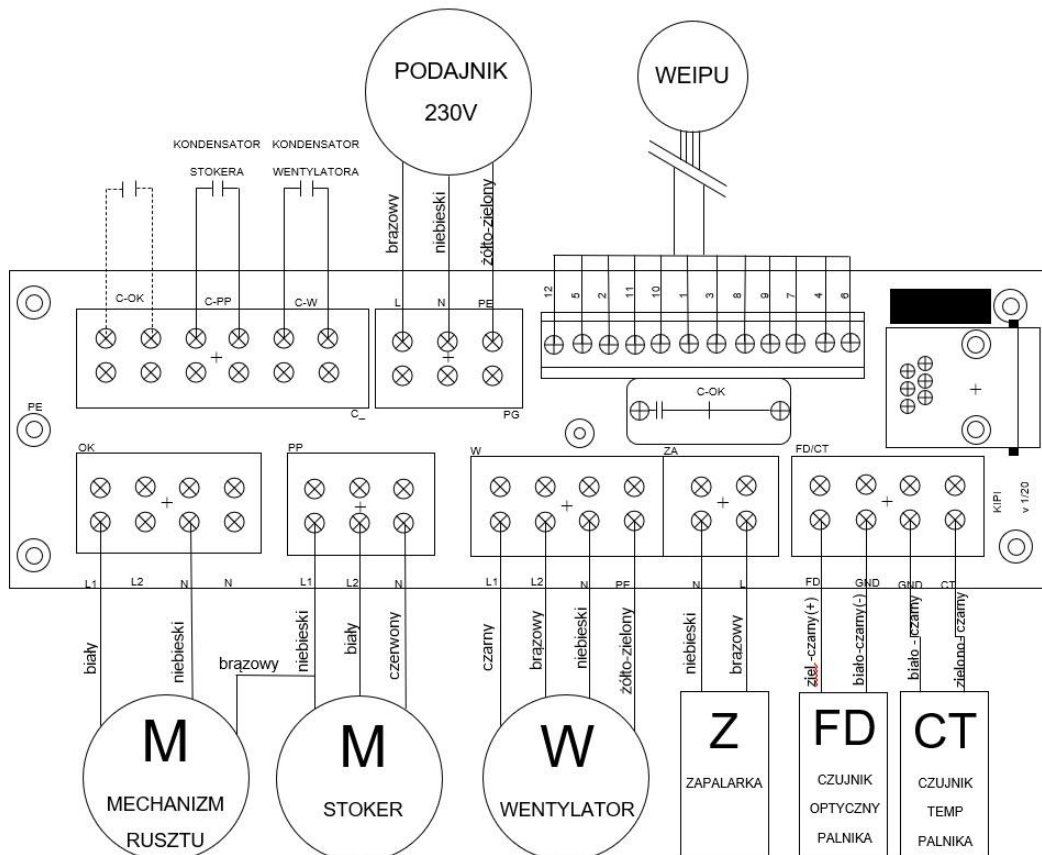 PODAJNIK
230V
WEIPU
KONDENSATOR
STOKERA
KONDENSATOR
WENTYLATORA
brazowy
niebieski
żółto-zielony
C-OK
C-PP
C-W
L
N
PE
12
5
2
11
10
1
3
8
9
7
4
6
C-OK
PE
C_
PG
OK
PP
W
ZA
FD/CT
KIPI
v 1/20
L1
L2
N
N
L1
L2
N
L1
L2
N
PE
N
L
FD
GND
GND
CT
biały
niebieski
brązowy
niebieski
biały
czerwony
czarny
brązowy
niebieski
żółto-zielony
niebieski
brazowy
ziel.-czarny(+)
biało-czarny(-)
biało - czarny
zielono- czarny
M
MECHANIZM
RUSZTU
M
STOKER
W
WENTYLATOR
Z
ZAPALARKA
FD
CZUJNIK
OPTYCZNY
PALNIKA
CT
CZUJNIK
TEMP
PALNIKA